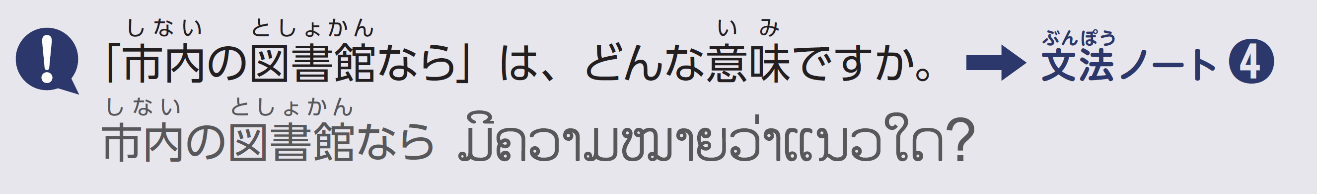 しない としょかん いみ ぶんぽう
! 「市内の図書館なら」は、どんな意味ですか。 ➡ 文法ノート ❹
しない としょかん
市内の図書館なら ມີຄວາມໝາຍວ່າແນວໃດ?